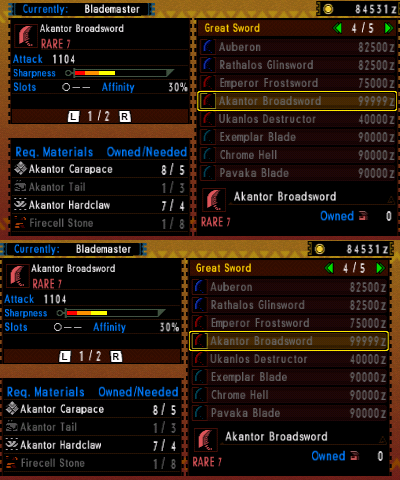 Currently: Blademaster
84531z
Akantor Broadsword
RARE 7
Attack 1104
Sharpness
Slots O-- Affinity 30%
L 1/2 R
Req. Materials Owned/Needed
Akantor Carapace 8/5
Akantor Tail 1/3
Akantor Hardclaw 7/4
Firecell Stone 1/8
Great Sword 4/5
Auberon 82500z
Rathalos Glinsword 82500z
Emperor Frostsword 75000z
Akantor Broadsword 99999z
Ukanlos Destructor 40000z
Exemplar Blade 90000z
Chrome Hell 90000z
Pavaka Blade 90000z
Akantor Broadsword
RARE 7
Owned 0
Currently: Blademaster
84531z
Akantor Broadsword
RARE 7
Attack 1104
Sharpness
Slots O-- Affinity 30%
L 1/2 R
Req. Materials Owned/Needed
Akantor Carapace 8/5
Akantor Tail 1/3
Akantor Hardclaw 7/4
Firecell Stone 1/8
Great Sword 4/5
Auberon 82500z
Rathalos Glinsword 82500z
Emperor Frostsword 75000z
Akantor Broadsword 99999z
Ukanlos Destructor 40000z
Exemplar Blade 90000z
Chrome Hell 90000z
Pavaka Blade 90000z
Akantor Broadsword
RARE 7
Owned 0